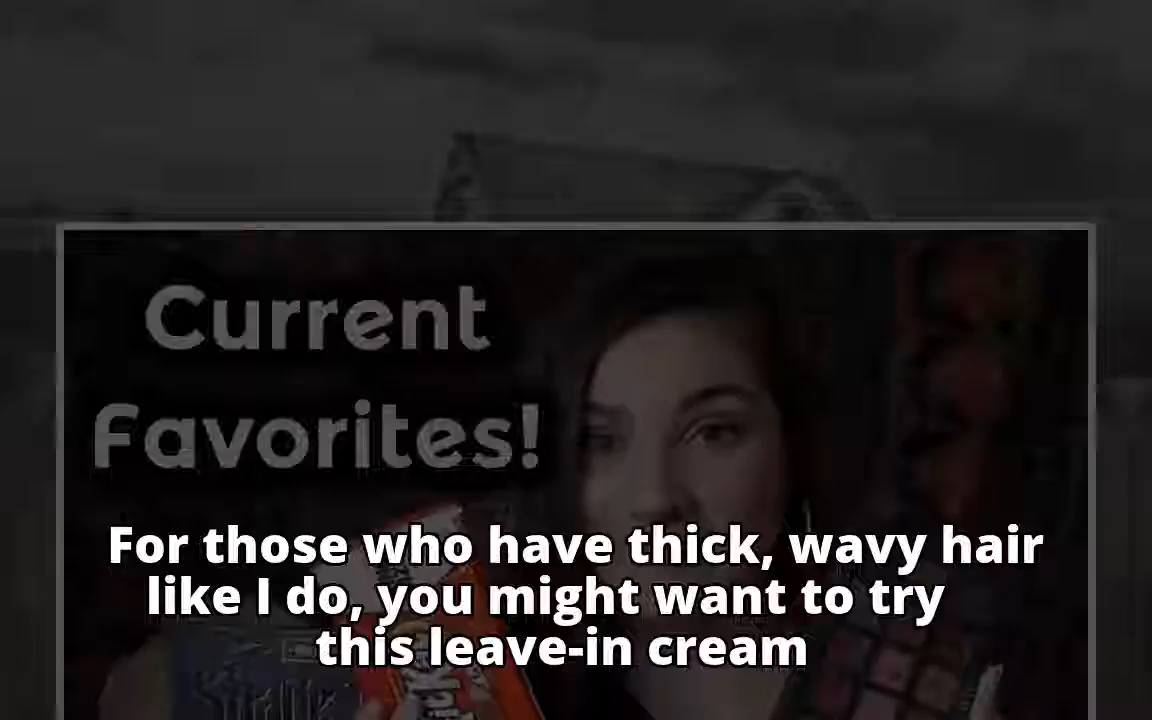 Current
Favorites!
For those who have thick, wavy hair
like I do, you might want to try
this leave-in cream